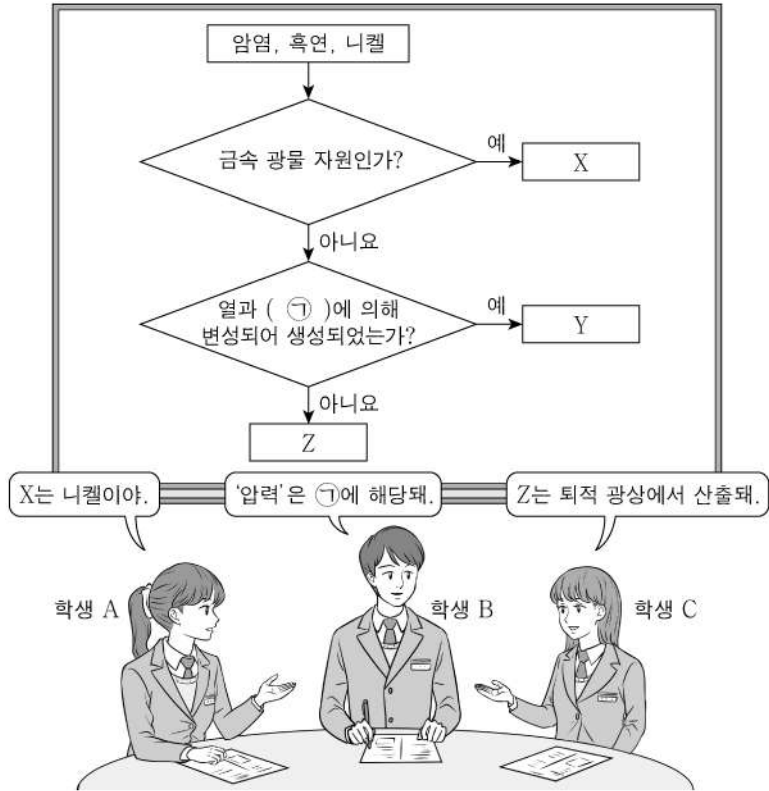 암염, 흑연, 니켈
금속 광물 자원인가?
예
X
아니요
열과 ( ㉠ )에 의해
변성되어 생성되었는가?
예
Y
아니요
Z
X는 니켈이야.
'압력'은 ㉠에 해당돼.
Z는 퇴적 광상에서 산출돼.
학생 A
학생 B
학생 C